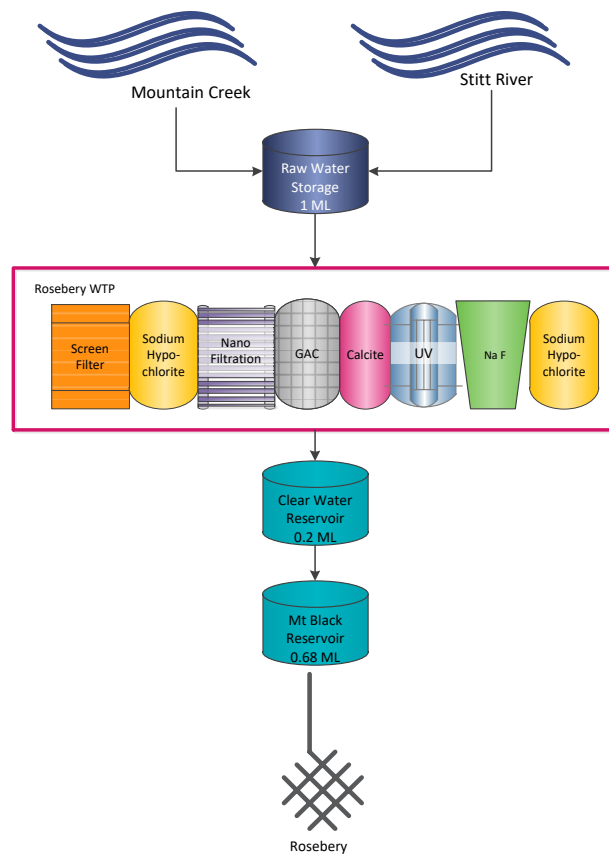 Mountain Creek
Stitt River
Raw Water
Storage
1 ML
Rosebery WTP
Screen
Filter
Sodium
Hypo-
chlorite
Nano
Filtration
GAC
Calcite
UV
Na F
Sodium
Hypo-
chlorite
Clear Water
Reservoir
0.2 ML
Mt Black
Reservoir
0.68 ML
Rosebery